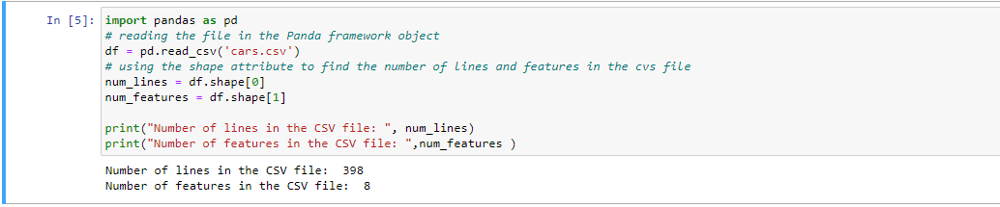 In [5]: import pandas as pd
# reading the file in the Panda framework object
df = pd.read_csv('cars.csv')
# using the shape attribute to find the number of lines and features in the cvs file
num_lines = df.shape[0]
num_features = df.shape[1]
print("Number of lines in the CSV file: ", num_lines)
print("Number of features in the CSV file: ",num_features )
Number of lines in the CSV file:  398
Number of features in the CSV file:  8